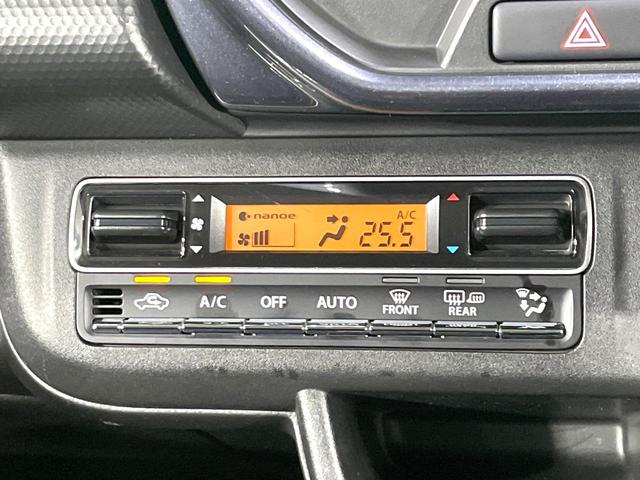 nanoe
A/C
25.5
A/C
OFF
AUTO
FRONT
REAR